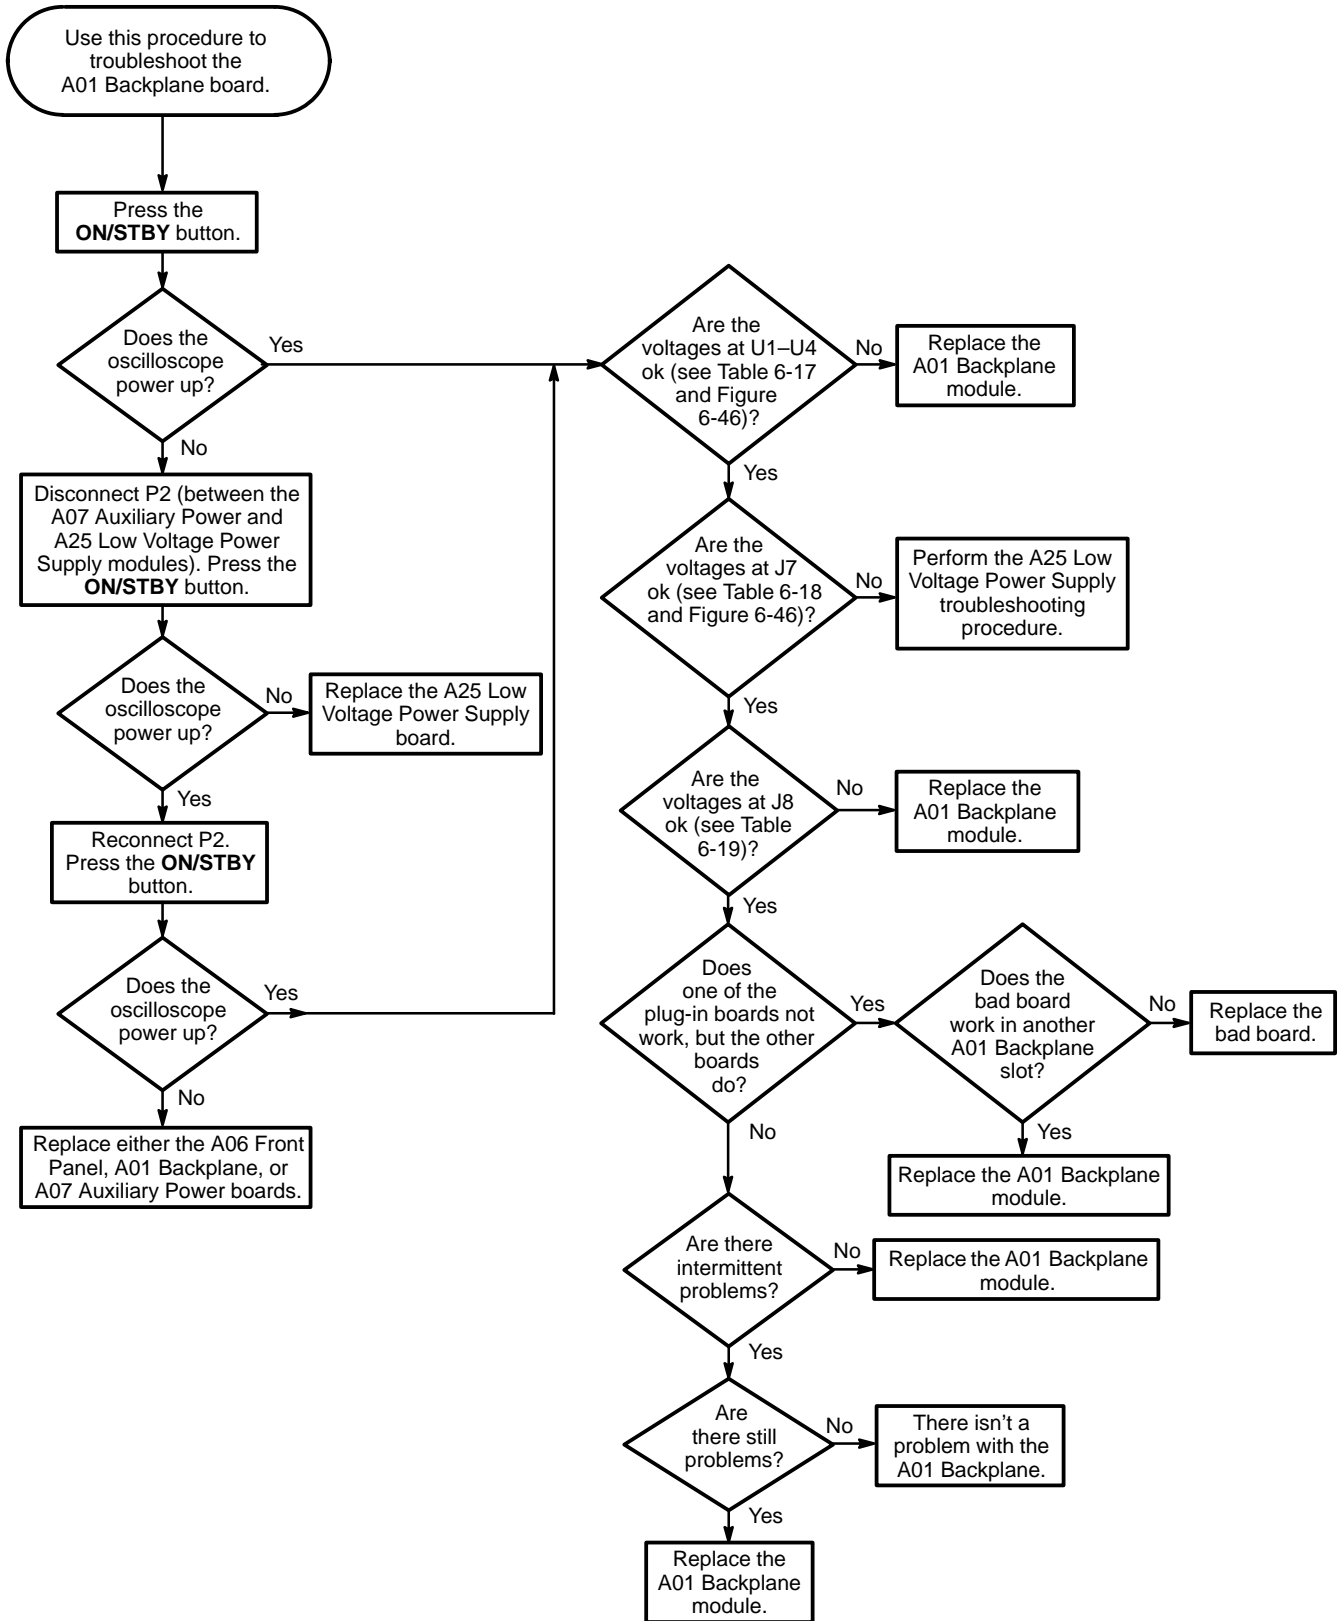 Use this procedure to
troubleshoot the
A01 Backplane board.
Press the
ON/STBY button.
Does the
oscilloscope
power up?
Yes
No
Disconnect P2 (between the
A07 Auxiliary Power and
A25 Low Voltage Power
Supply modules). Press the
ON/STBY button.
Does the
oscilloscope
power up?
No
Replace the A25 Low
Voltage Power Supply
board.
Yes
Reconnect P2.
Press the ON/STBY
button.
Does the
oscilloscope
power up?
Yes
No
Replace either the A06 Front
Panel, A01 Backplane, or
A07 Auxiliary Power boards.
Are the
voltages at U1–U4
ok (see Table 6-17
and Figure
6-46)?
No
Replace the
A01 Backplane
module.
Yes
Are the
voltages at J7
ok (see Table 6-18
and Figure 6-46)?
No
Perform the A25 Low
Voltage Power Supply
troubleshooting
procedure.
Yes
Are the
voltages at J8
ok (see Table
6-19)?
No
Replace the
A01 Backplane
module.
Yes
Does
one of the
plug-in boards not
work, but the other
boards
do?
Yes
Does the
bad board
work in another
A01 Backplane
slot?
No
Replace the
bad board.
Yes
Replace the A01 Backplane
module.
No
Are there
intermittent
problems?
No
Replace the A01 Backplane
module.
Yes
Are
there still
problems?
No
There isn't a
problem with the
A01 Backplane.
Yes
Replace the
A01 Backplane
module.